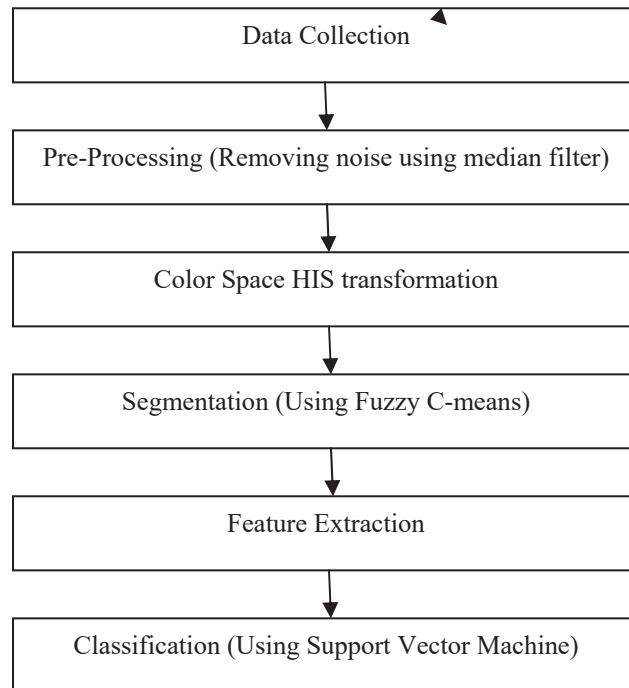 Data Collection
Pre-Processing (Removing noise using median filter)
Color Space HIS transformation
Segmentation (Using Fuzzy C-means)
Feature Extraction
Classification (Using Support Vector Machine)